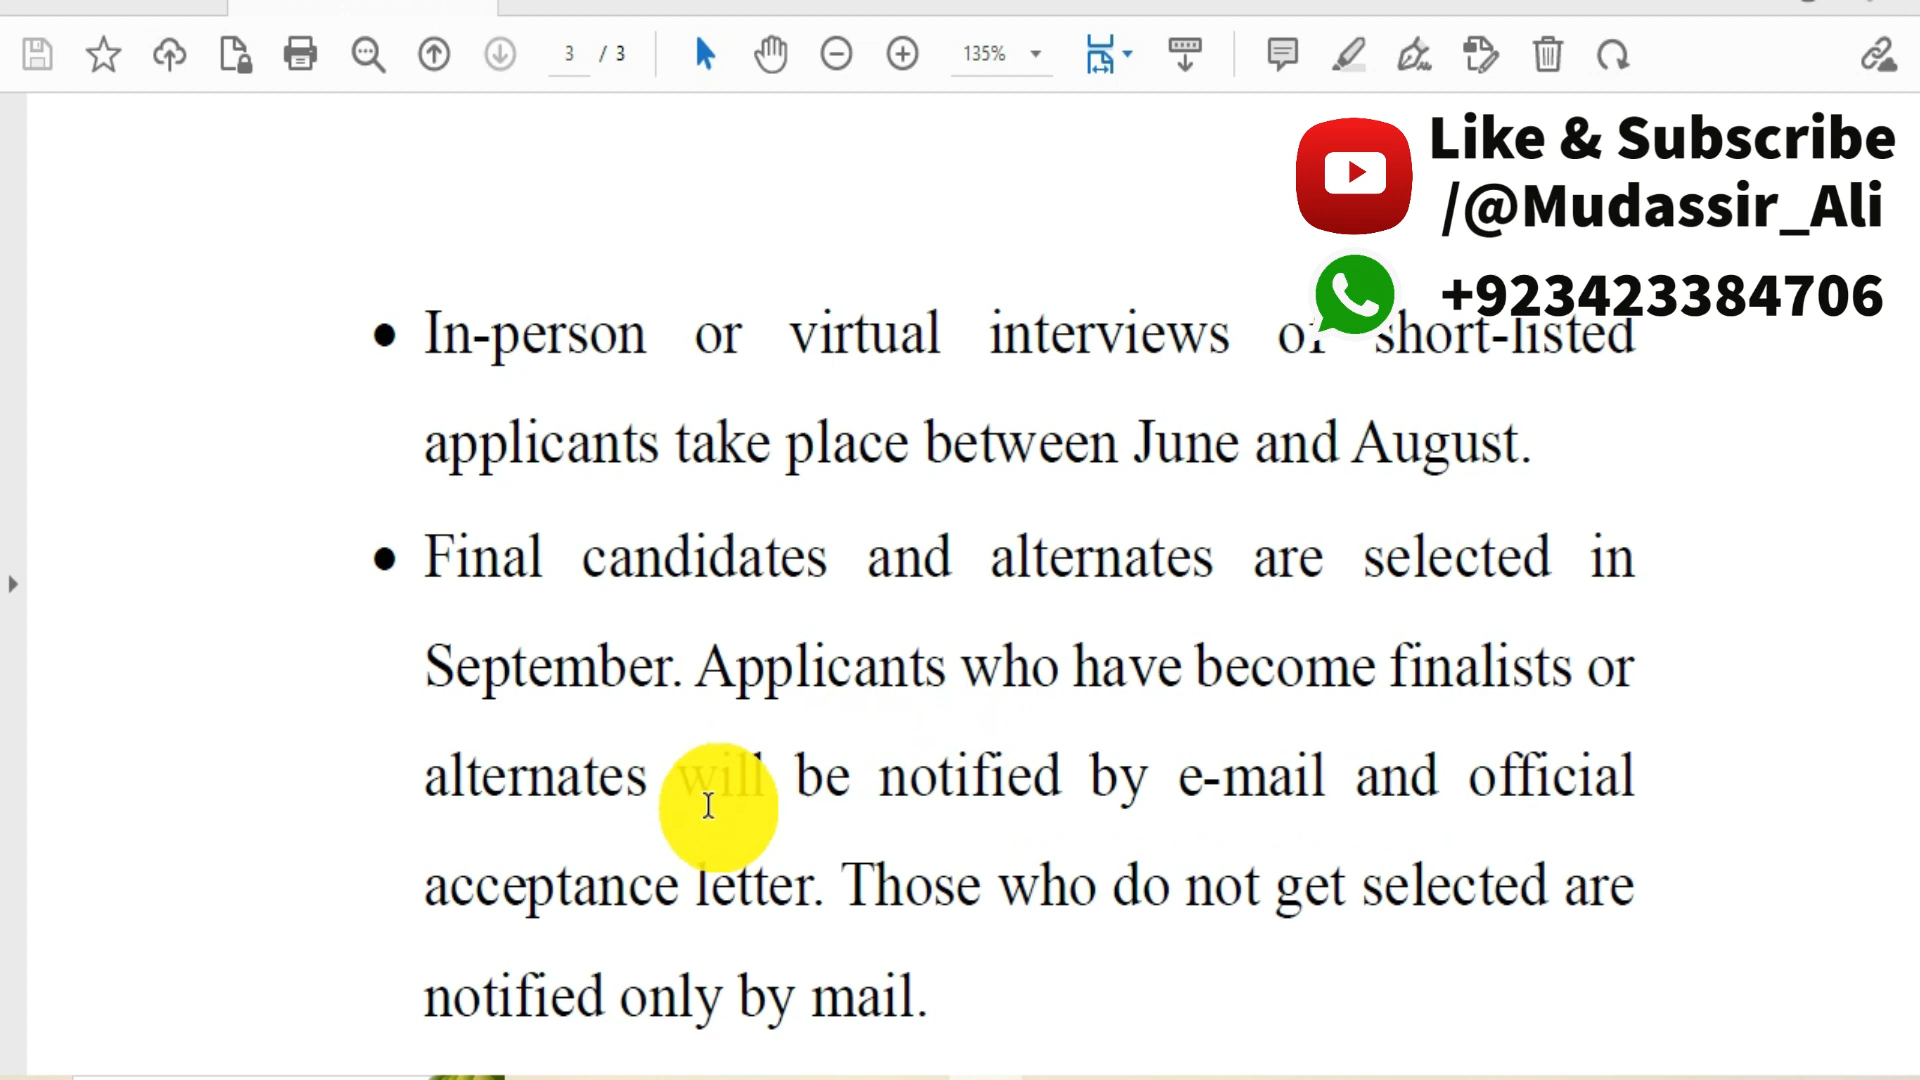 3 / 3
135%
Like & Subscribe
/@Mudassir_Ali
+923423384706
• In-person or virtual interviews of short-listed
applicants take place between June and August.
• Final candidates and alternates are selected in
September. Applicants who have become finalists or
alternates will be notified by e-mail and official
acceptance letter. Those who do not get selected are
notified only by mail.